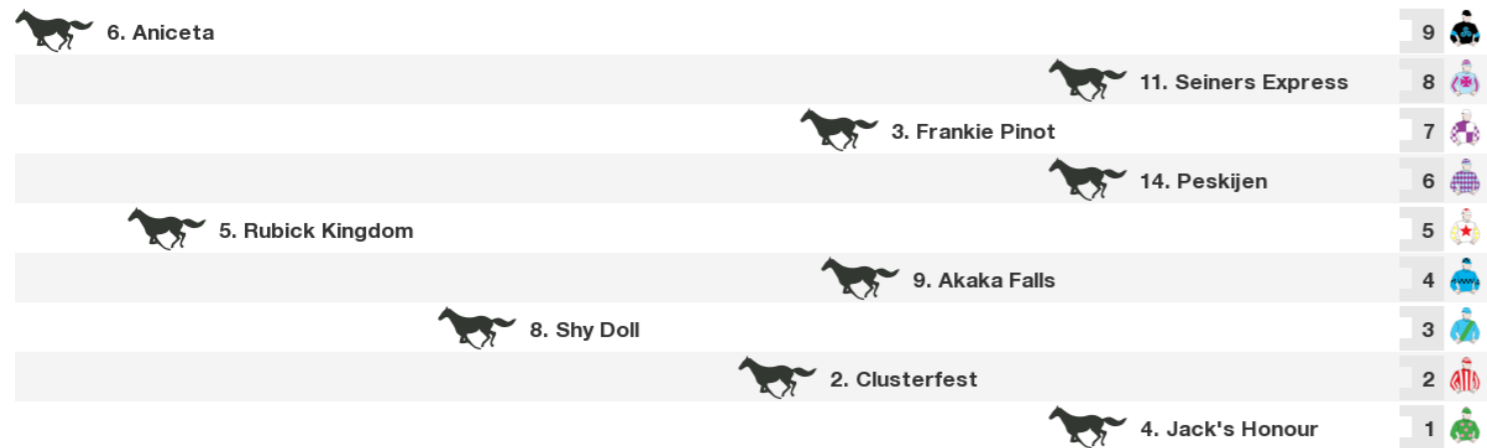 6. Aniceta 9
11. Seiners Express 8
3. Frankie Pinot 7
14. Peskijen 6
5. Rubick Kingdom 5
9. Akaka Falls 4
8. Shy Doll 3
2. Clusterfest 2
4. Jack's Honour 1